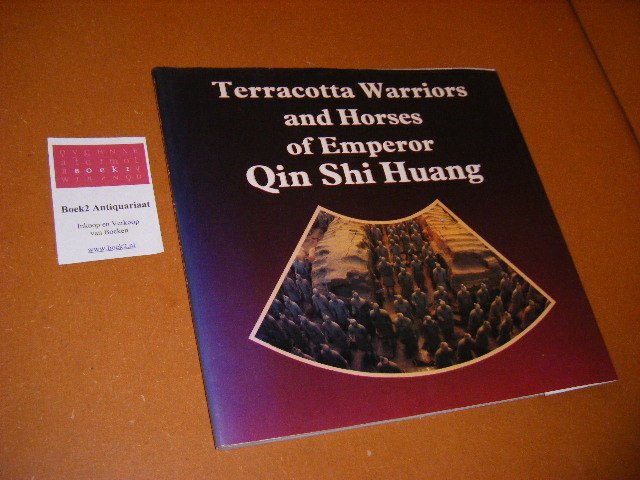 Terracotta Warriors
and Horses
of Emperor
Qin Shi Huang
B O E K 2
Boek2 Antiquariaat
Inkoop en Verkoop
van Boeken
www.boek2.nl